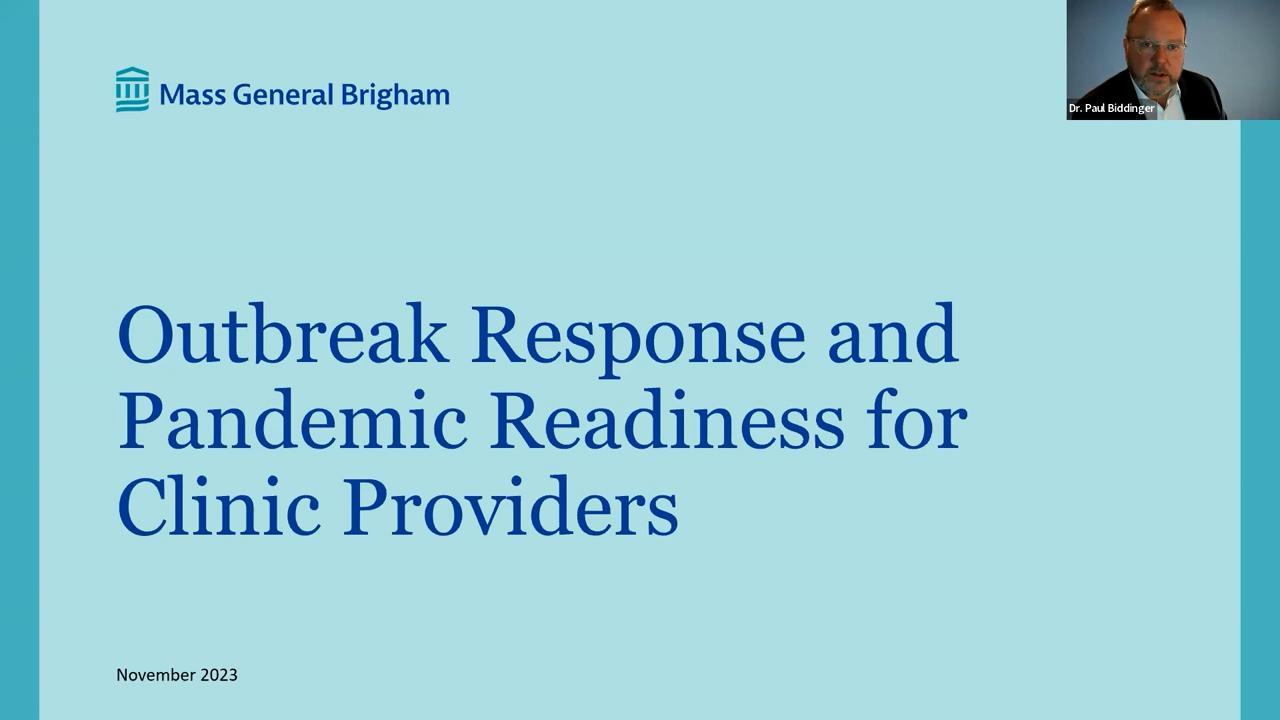 Mass General Brigham
Dr. Paul Biddinger
Outbreak Response and
Pandemic Readiness for
Clinic Providers
November 2023